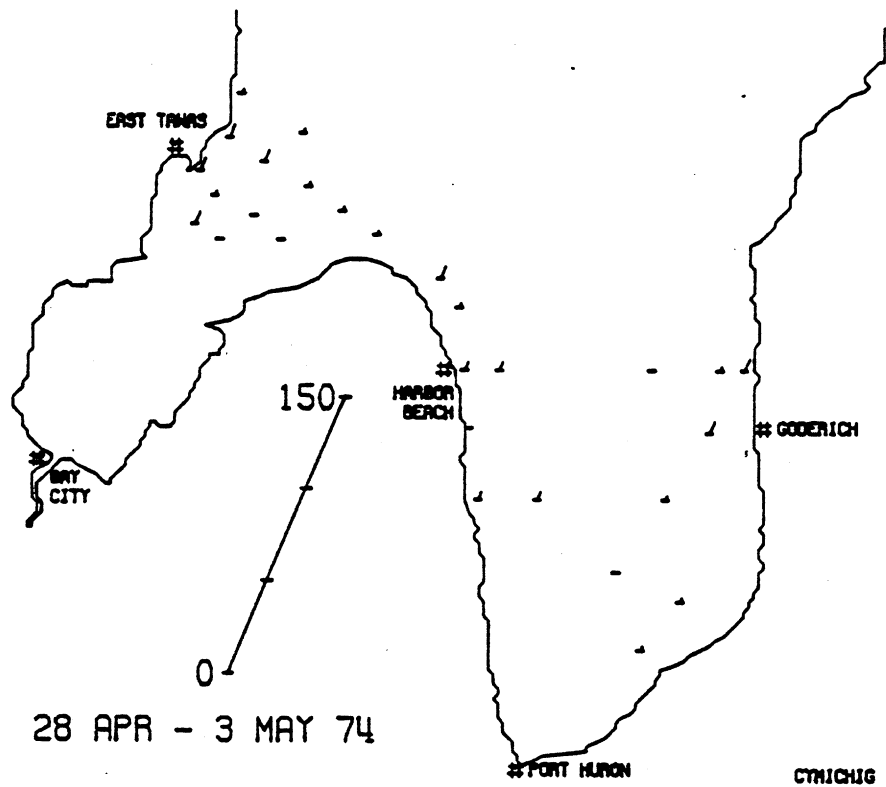 EAST TAWAS
150
HARBOR
BEACH
GODERICH
BAY
CITY
0
28 APR - 3 MAY 74
PORT HURON
CYMICHIG